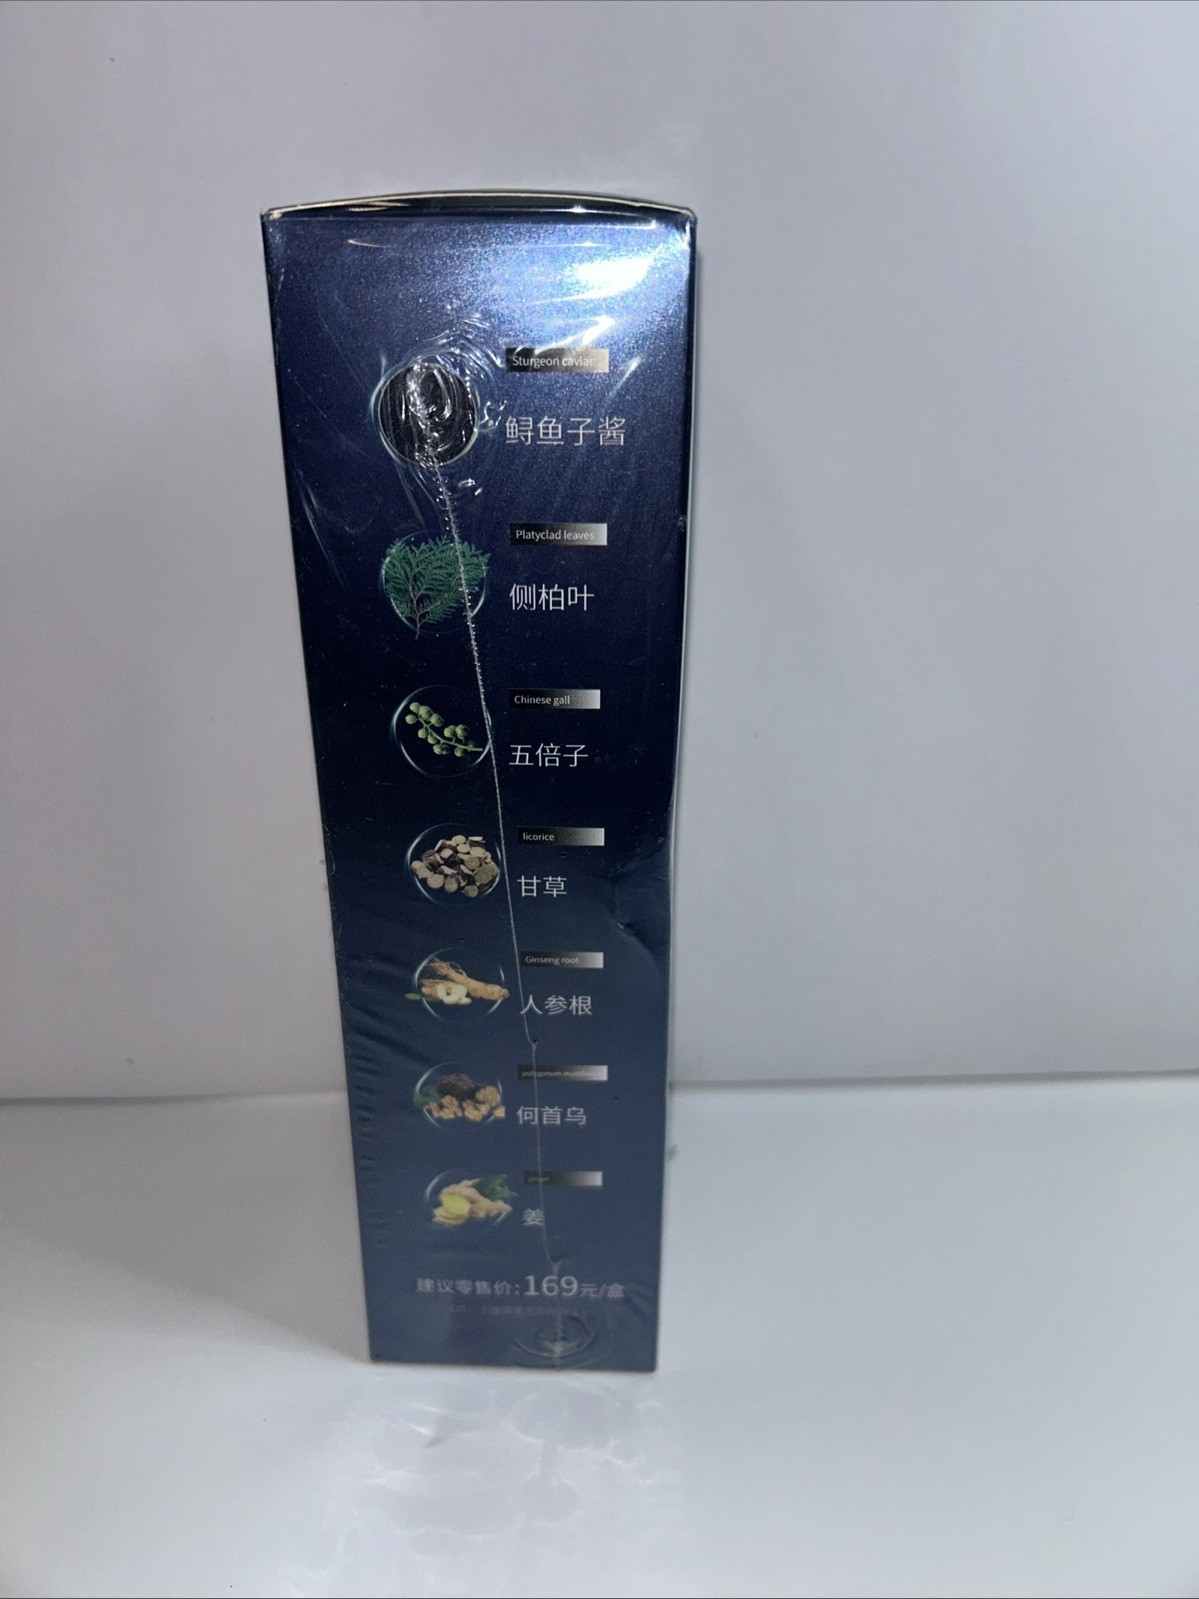 Sturgeon caviar
鲟鱼子酱
Platyclad leaves
侧柏叶
Chinese gall
五倍子
licorice
甘草
Ginseng root
人参根
何首乌
姜
建议零售价:169元/盒